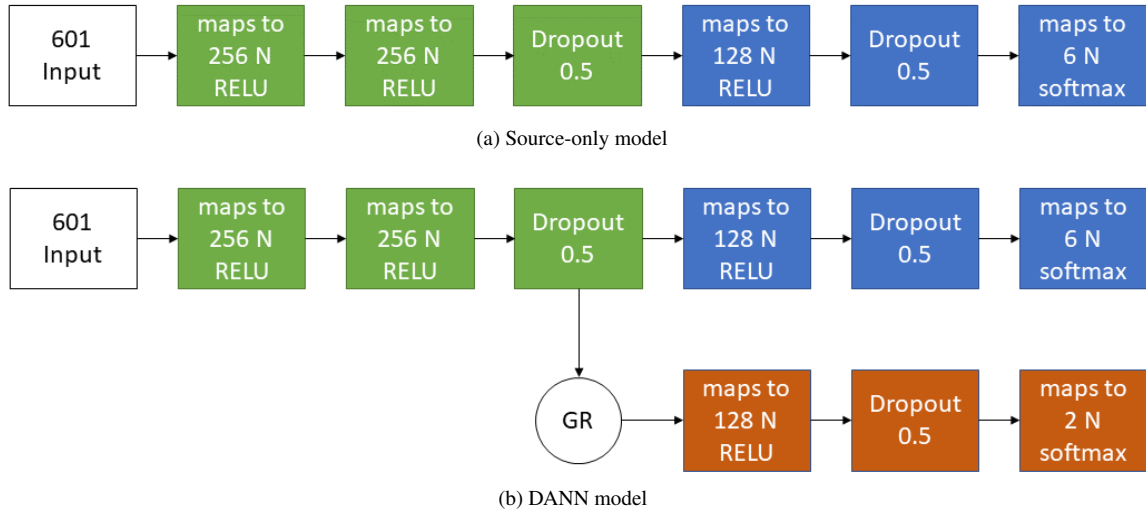 601
Input
maps to
256 N
RELU
maps to
256 N
RELU
Dropout
0.5
maps to
128 N
RELU
Dropout
0.5
maps to
6 N
softmax
(a) Source-only model
601
Input
maps to
256 N
RELU
maps to
256 N
RELU
Dropout
0.5
maps to
128 N
RELU
Dropout
0.5
maps to
6 N
softmax
GR
maps to
128 N
RELU
Dropout
0.5
maps to
2 N
softmax
(b) DANN model